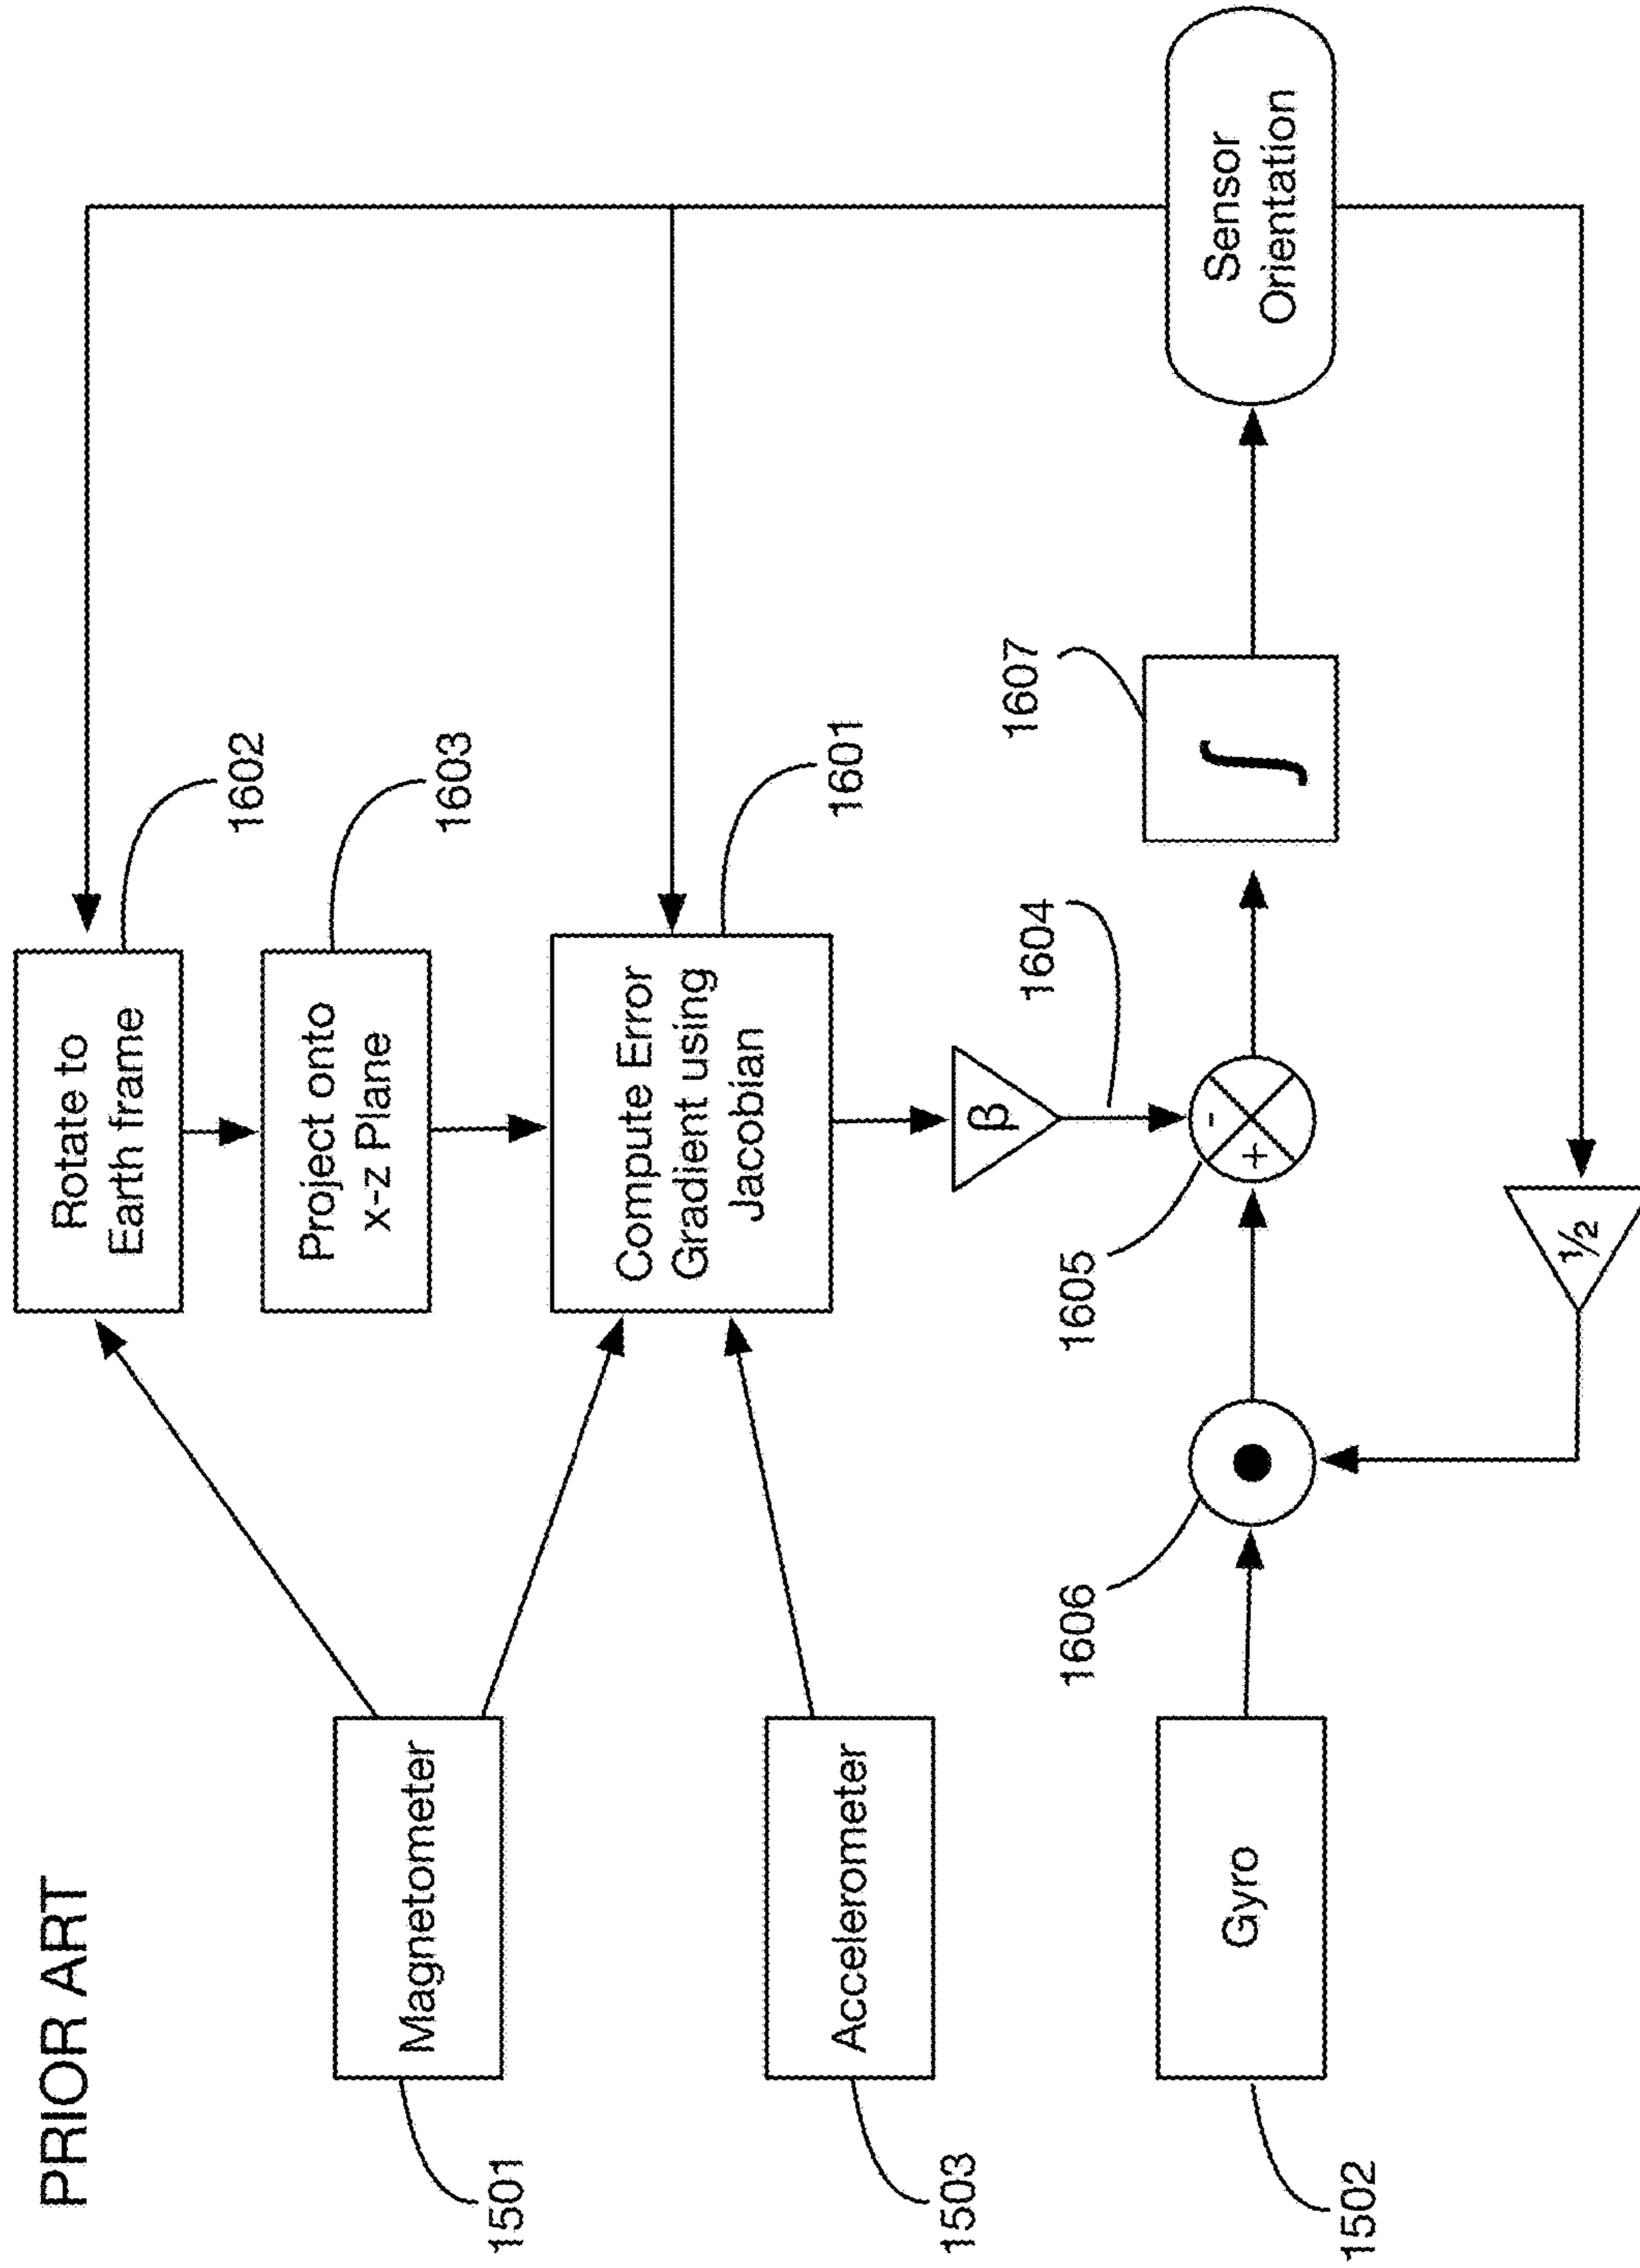 PRIOR ART
Rotate to
Earth frame
1602
Project onto
x-z Plane
1603
Magnetometer
1501
Compute Error
Gradient using
Jacobian
1601
Accelerometer
1503
β
1604
Gyro
1502
1606
1605
-
+
∫
1607
Sensor
Orientation
½